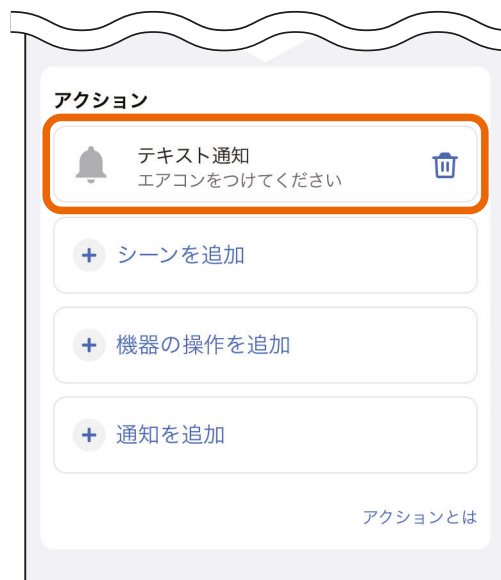 アクション
テキスト通知
エアコンをつけてください
シーンを追加
機器の操作を追加
通知を追加
アクションとは